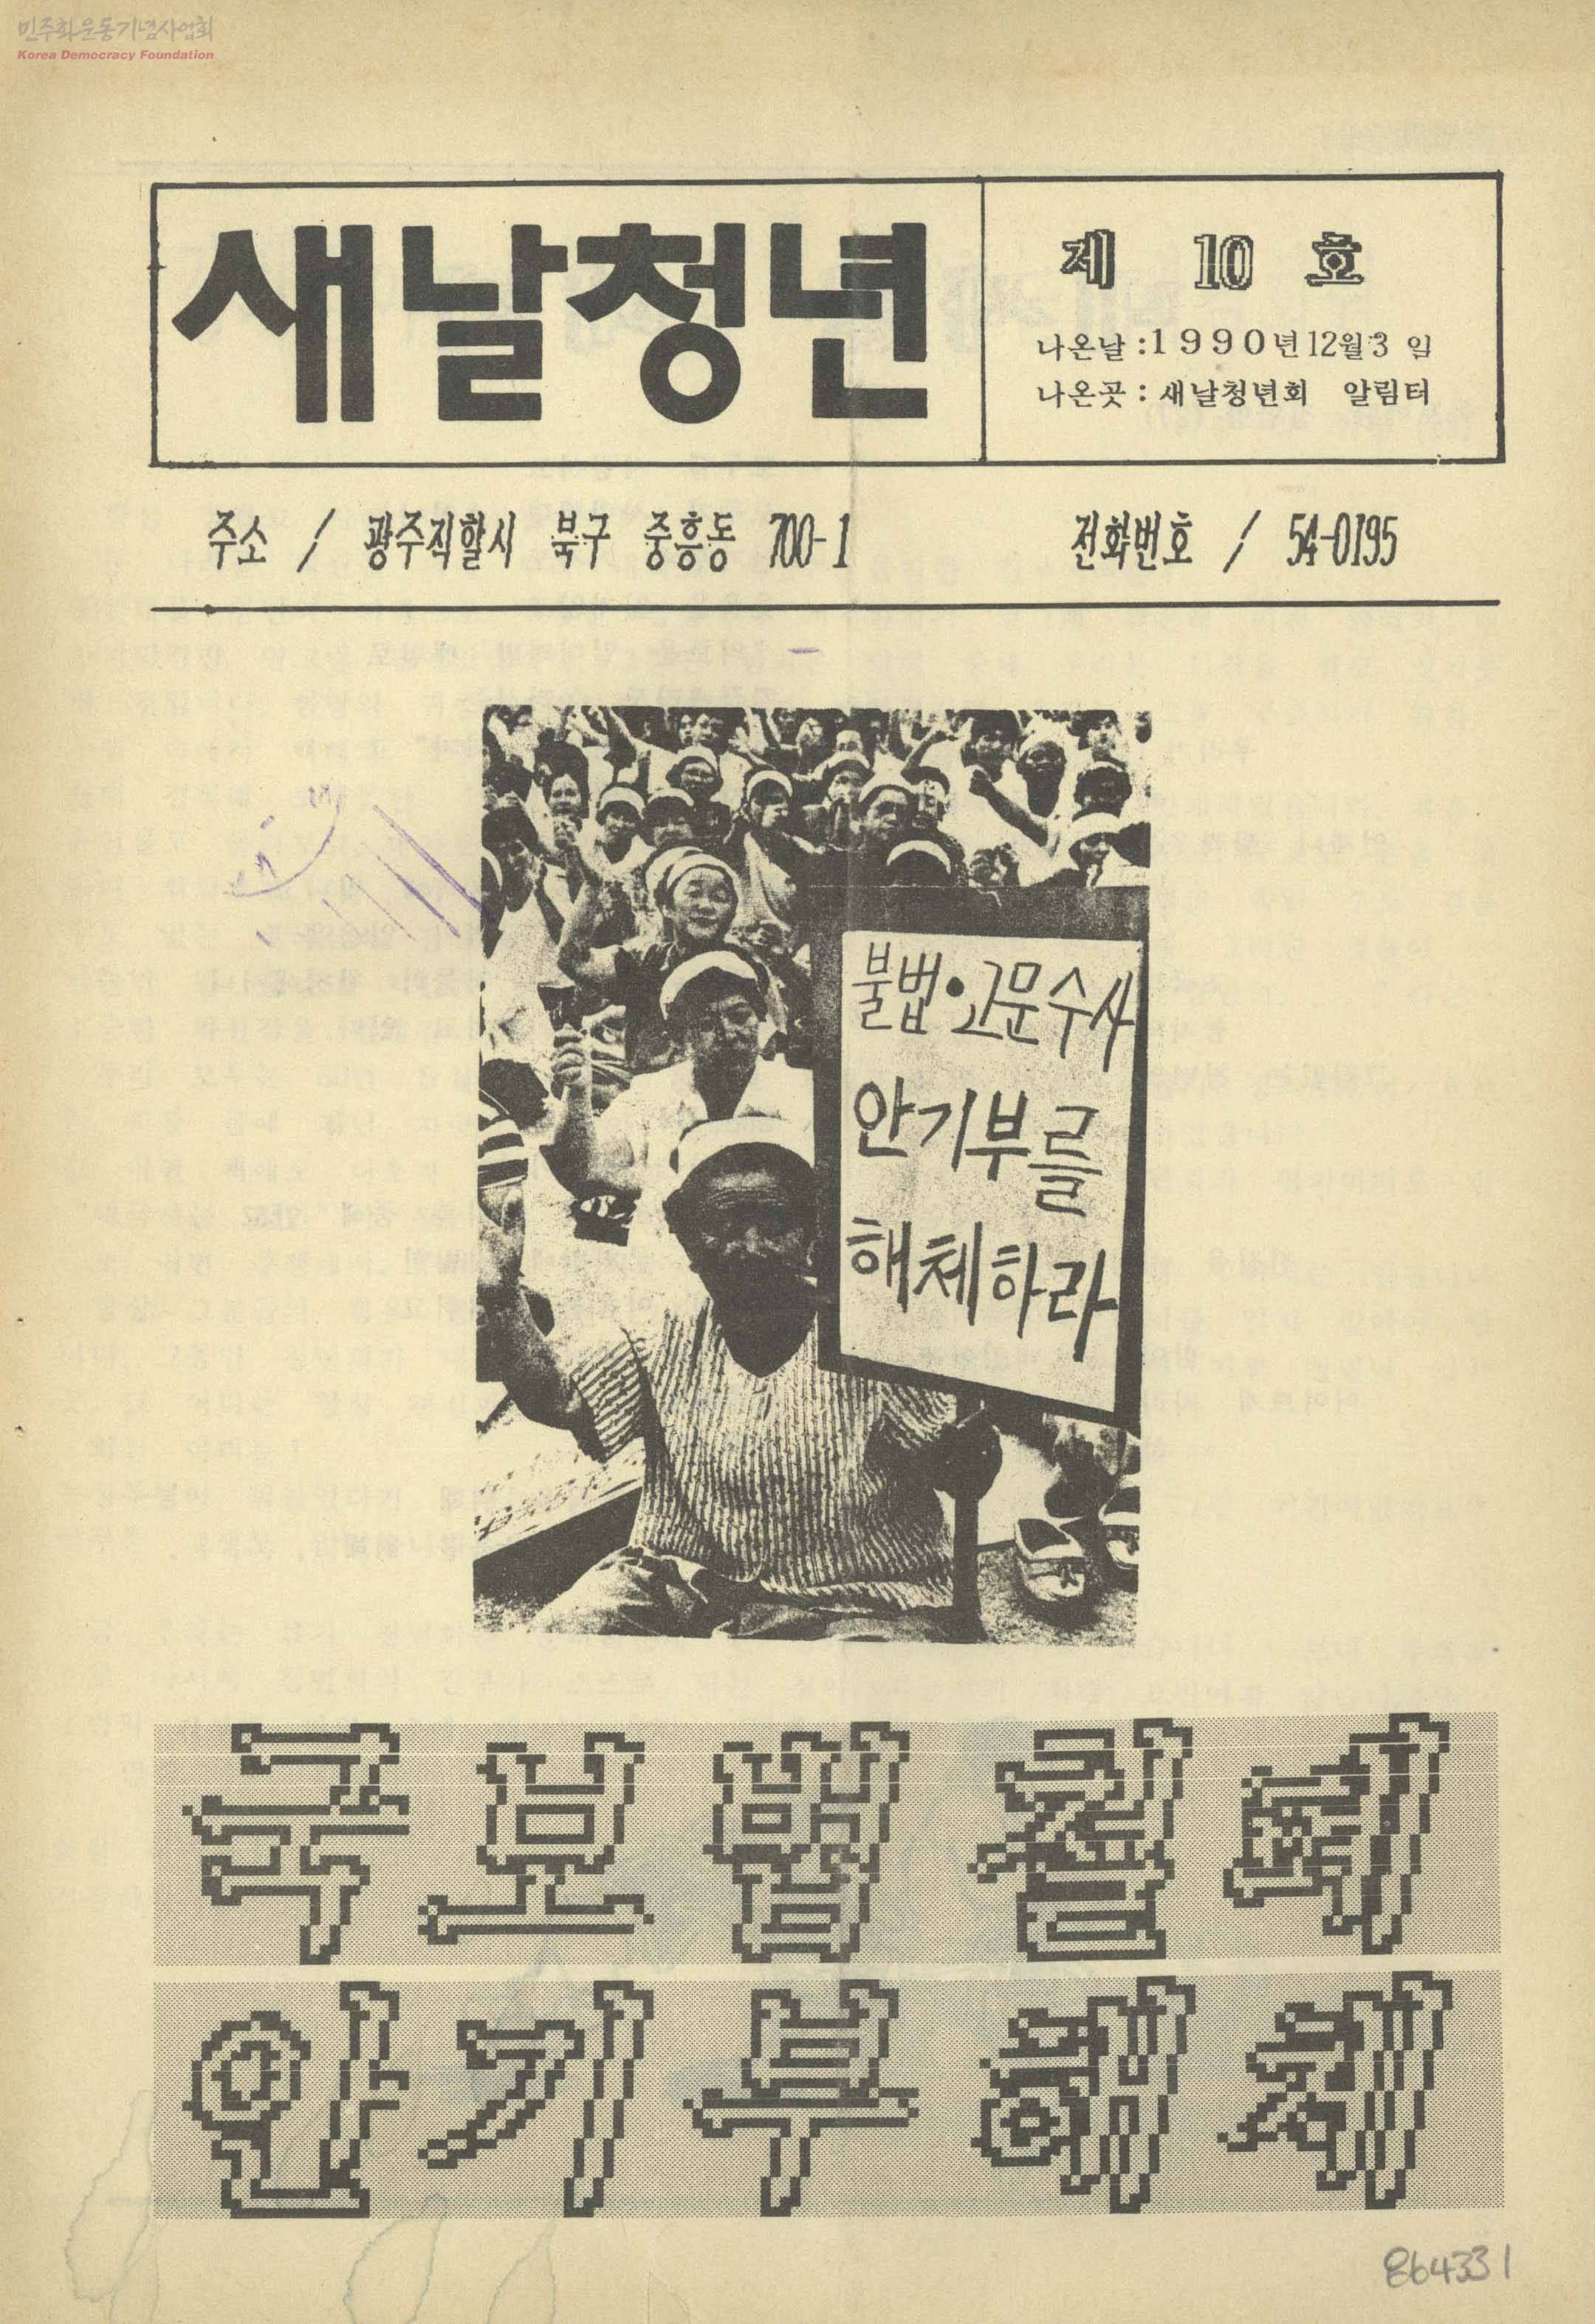 민주화운동기념사업회
Korea Democracy Foundation
새날청년
제 10 호
나온날:1990년12월3일
나온곳:새날청년회 알림터
주소 / 광주직할시 북구 중흥동 700-1
전화번호 / 54-0195
불법·고문수사
안기부를
해체하라
국보법철폐
안기부해체
864331